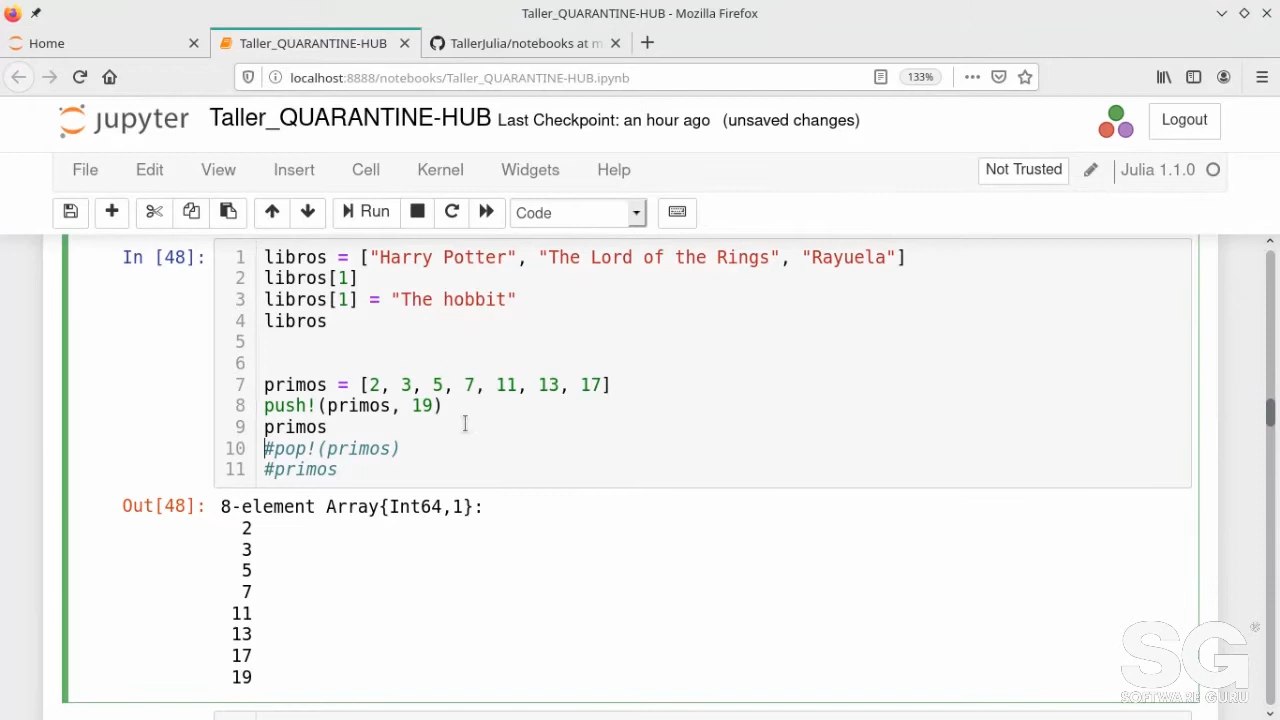 Taller_QUARANTINE-HUB - Mozilla Firefox
Home
Taller_QUARANTINE-HUB
TallerJulia/notebooks at m
localhost:8888/notebooks/Taller_QUARANTINE-HUB.ipynb
133%
jupyter Taller_QUARANTINE-HUB Last Checkpoint: an hour ago (unsaved changes)
Logout
File Edit View Insert Cell Kernel Widgets Help
Not Trusted
Julia 1.1.0
Run
Code
In [48]:
1 libros = ["Harry Potter", "The Lord of the Rings", "Rayuela"]
2 libros[1]
3 libros[1] = "The hobbit"
4 libros
5
6
7 primos = [2, 3, 5, 7, 11, 13, 17]
8 push!(primos, 19)
9 primos
10 #pop!(primos)
11 #primos
Out[48]: 8-element Array{Int64,1}:
2
3
5
7
11
13
17
19
SG
SOFTWARE GURU